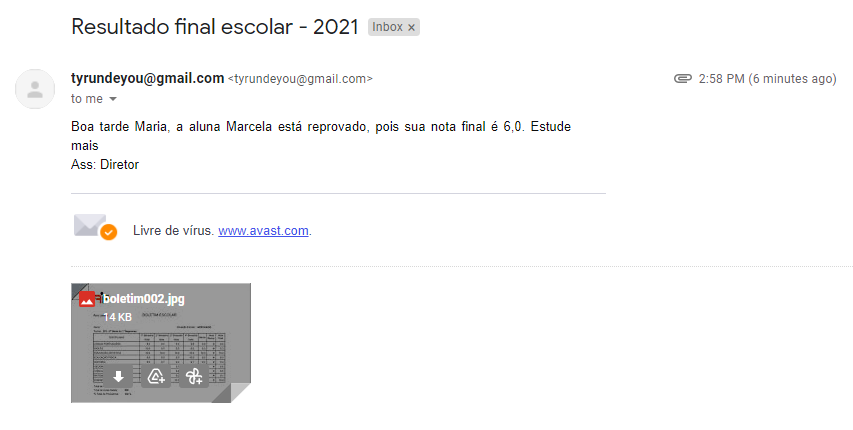 Resultado final escolar - 2021 Inbox ×
tyrundeyou@gmail.com <tyrundeyou@gmail.com> 2:58 PM (6 minutes ago)
to me
Boa tarde Maria, a aluna Marcela está reprovado, pois sua nota final é 6,0. Estude
mais
Ass: Diretor
Livre de vírus. www.avast.com.
boletim002.jpg
14 KB
BOLETIM ESCOLAR